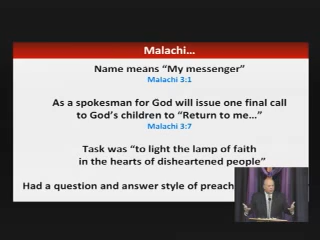 Malachi…
Name means “My messenger”
Malachi 3:1
As a spokesman for God will issue one final call
to God’s children to “Return to me…”
Malachi 3:7
Task was “to light the lamp of faith
in the hearts of disheartened people”
Had a question and answer style of preach